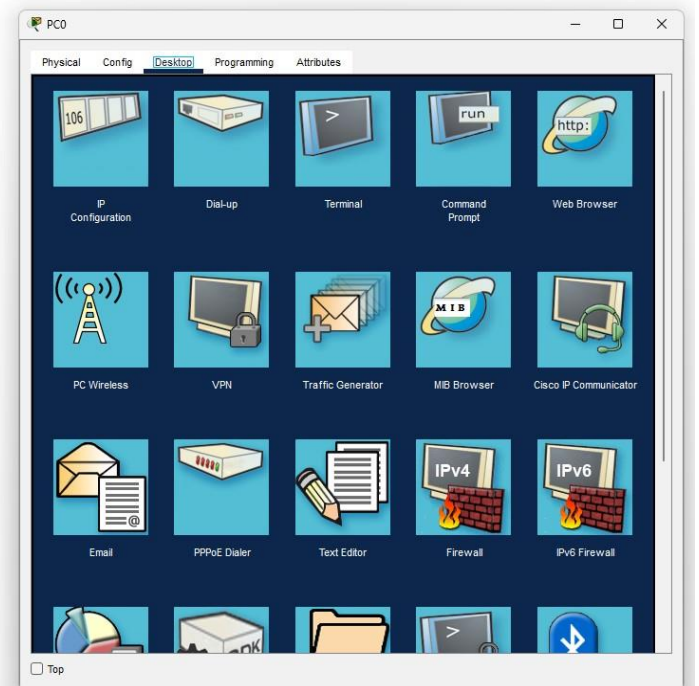 PC0
Physical Config Desktop Programming Attributes
106
>
run
http:
IP
Configuration
Dial-up
Terminal
Command
Prompt
Web Browser
MIB
PC Wireless
VPN
Traffic Generator
MIB Browser
Cisco IP Communicator
@
IPv4
IPv6
Email
PPPoE Dialer
Text Editor
Firewall
IPv6 Firewall
>
Top